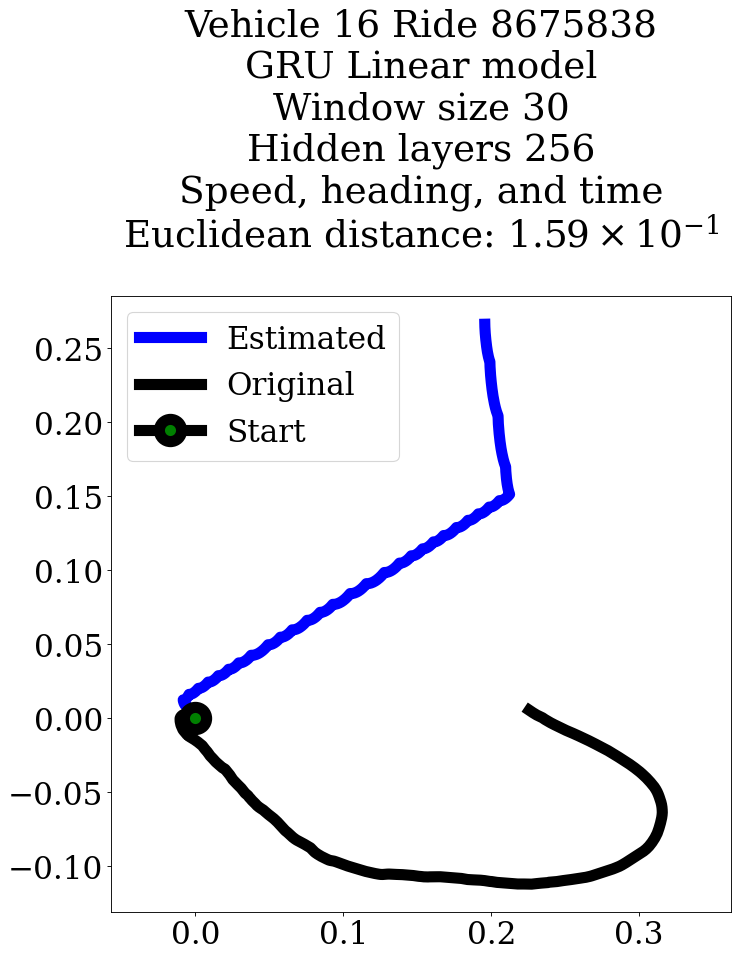 Vehicle 16 Ride 8675838
GRU Linear model
Window size 30
Hidden layers 256
Speed, heading, and time
Euclidean distance: 1.59 × 10⁻¹
Estimated
Original
Start
0.25
0.20
0.15
0.10
0.05
0.00
−0.05
−0.10
0.0 0.1 0.2 0.3